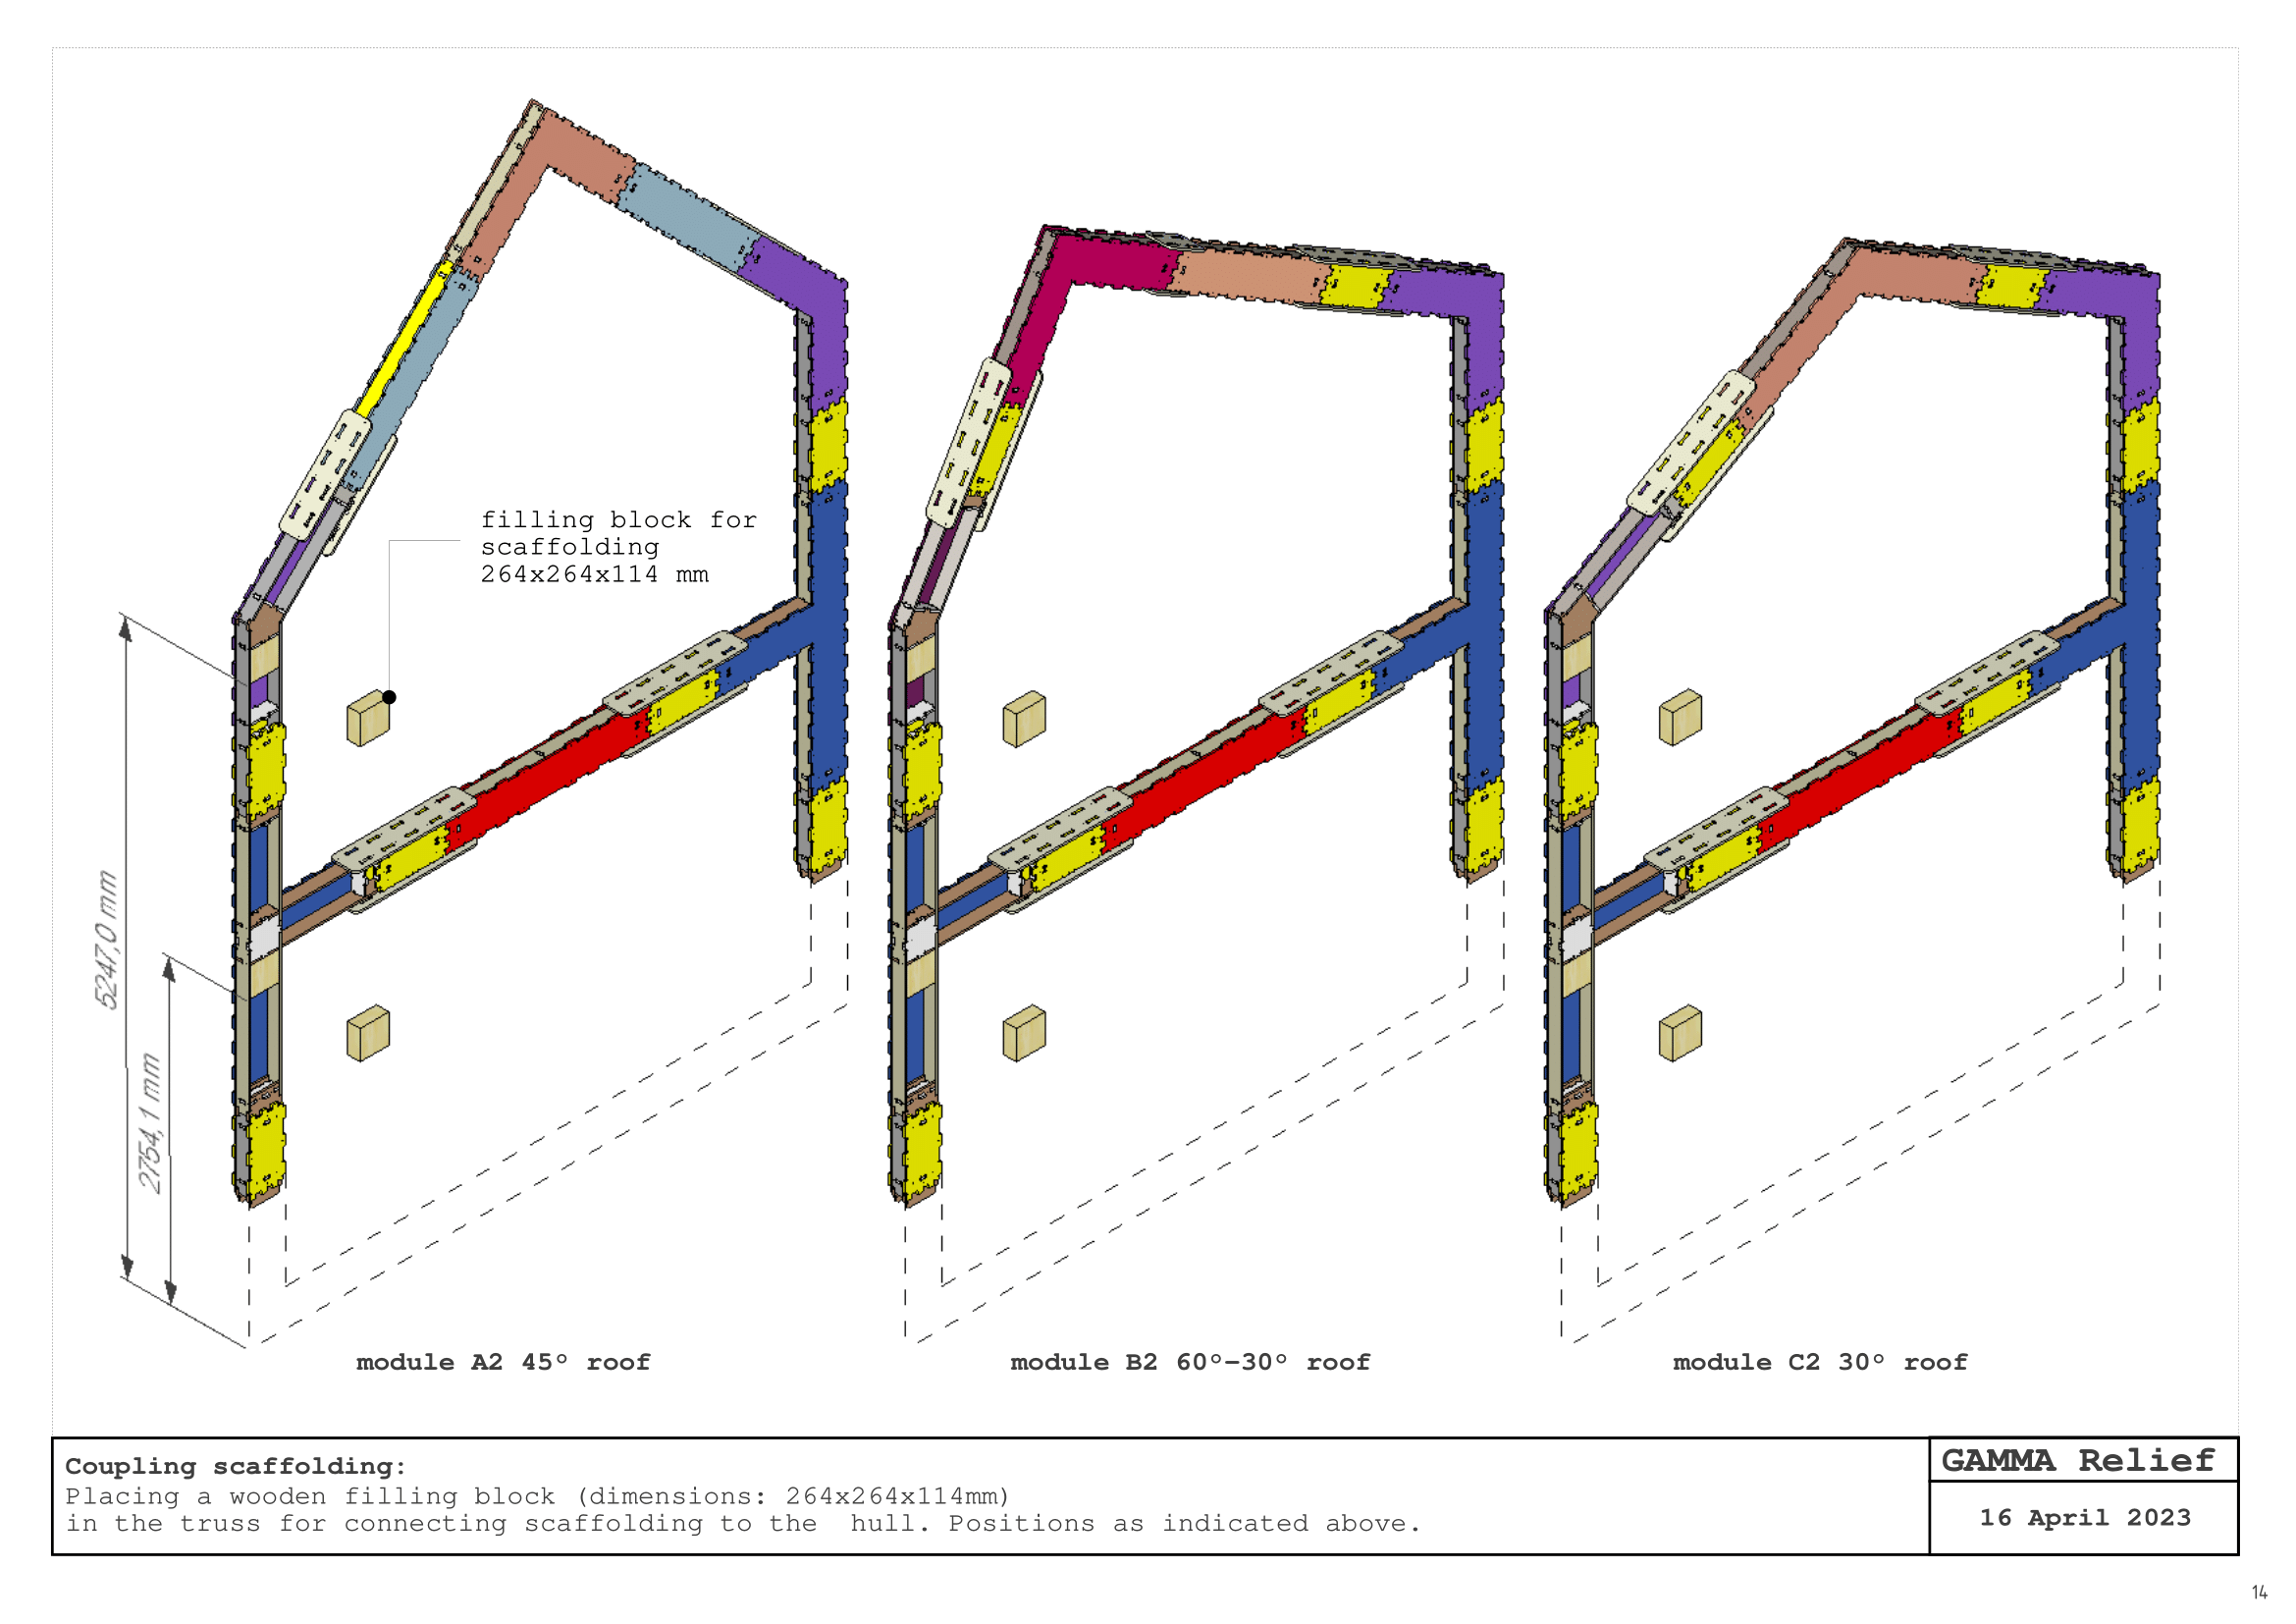 filling block for
scaffolding
264x264x114 mm
5247,0 mm
2754,1 mm
module A2 45° roof
module B2 60°-30° roof
module C2 30° roof
Coupling scaffolding:
Placing a wooden filling block (dimensions: 264x264x114mm)
in the truss for connecting scaffolding to the  hull. Positions as indicated above.
GAMMA Relief
16 April 2023
14